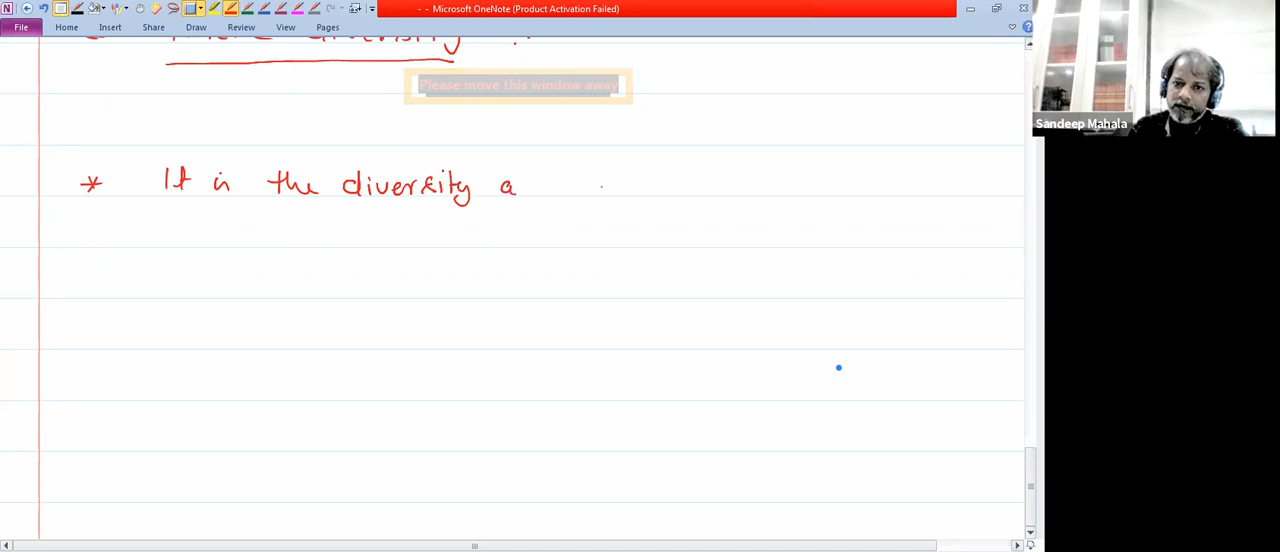 - - Microsoft OneNote (Product Activation Failed)
File Home Insert Share Draw Review View Pages
diversity
Please move this window away
Sandeep Mahala
* It is the diversity a